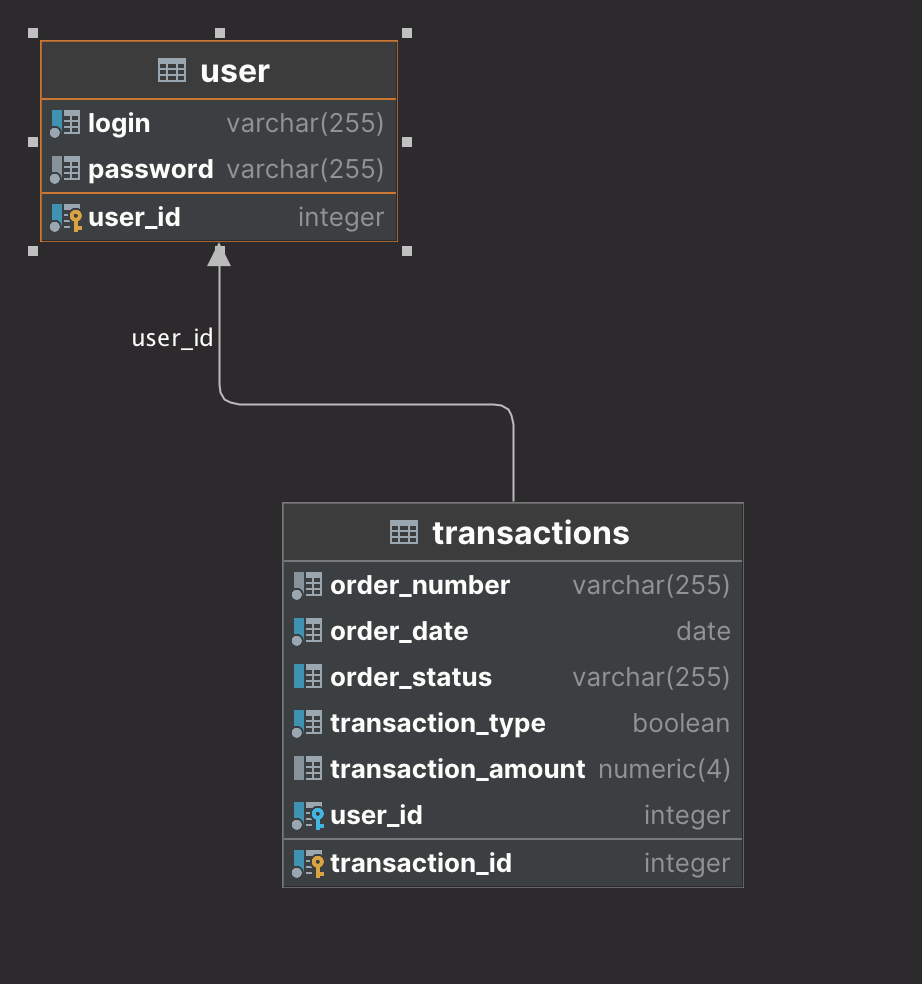 user
login varchar(255)
password varchar(255)
user_id integer
user_id
transactions
order_number varchar(255)
order_date date
order_status varchar(255)
transaction_type boolean
transaction_amount numeric(4)
user_id integer
transaction_id integer